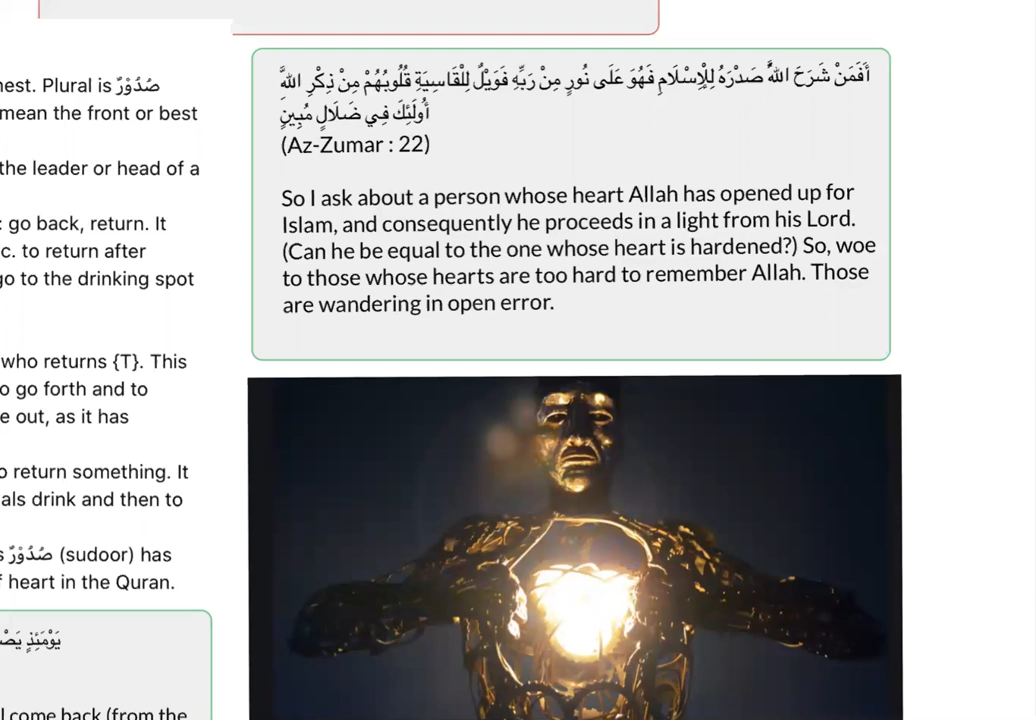 nest. Plural is صُدُوْرٌ
mean the front or best
the leader or head of a
: go back, return. It
c. to return after
go to the drinking spot
who returns {T}. This
o go forth and to
e out, as it has
o return something. It
als drink and then to
s صُدُوْرٌ (sudoor) has
f heart in the Quran.
يَوْمَئِذٍ يَصْ
l come back (from the
أَفَمَنْ شَرَحَ اللَّهُ صَدْرَهُ لِلْإِسْلَامِ فَهُوَ عَلَى نُورٍ مِنْ رَبِّهِ فَوَيْلٌ لِلْقَاسِيَةِ قُلُوبُهُمْ مِنْ ذِكْرِ اللَّهِ
أُولَئِكَ فِي ضَلَالٍ مُبِينٍ
(Az-Zumar : 22)
So I ask about a person whose heart Allah has opened up for
Islam, and consequently he proceeds in a light from his Lord.
(Can he be equal to the one whose heart is hardened?) So, woe
to those whose hearts are too hard to remember Allah. Those
are wandering in open error.